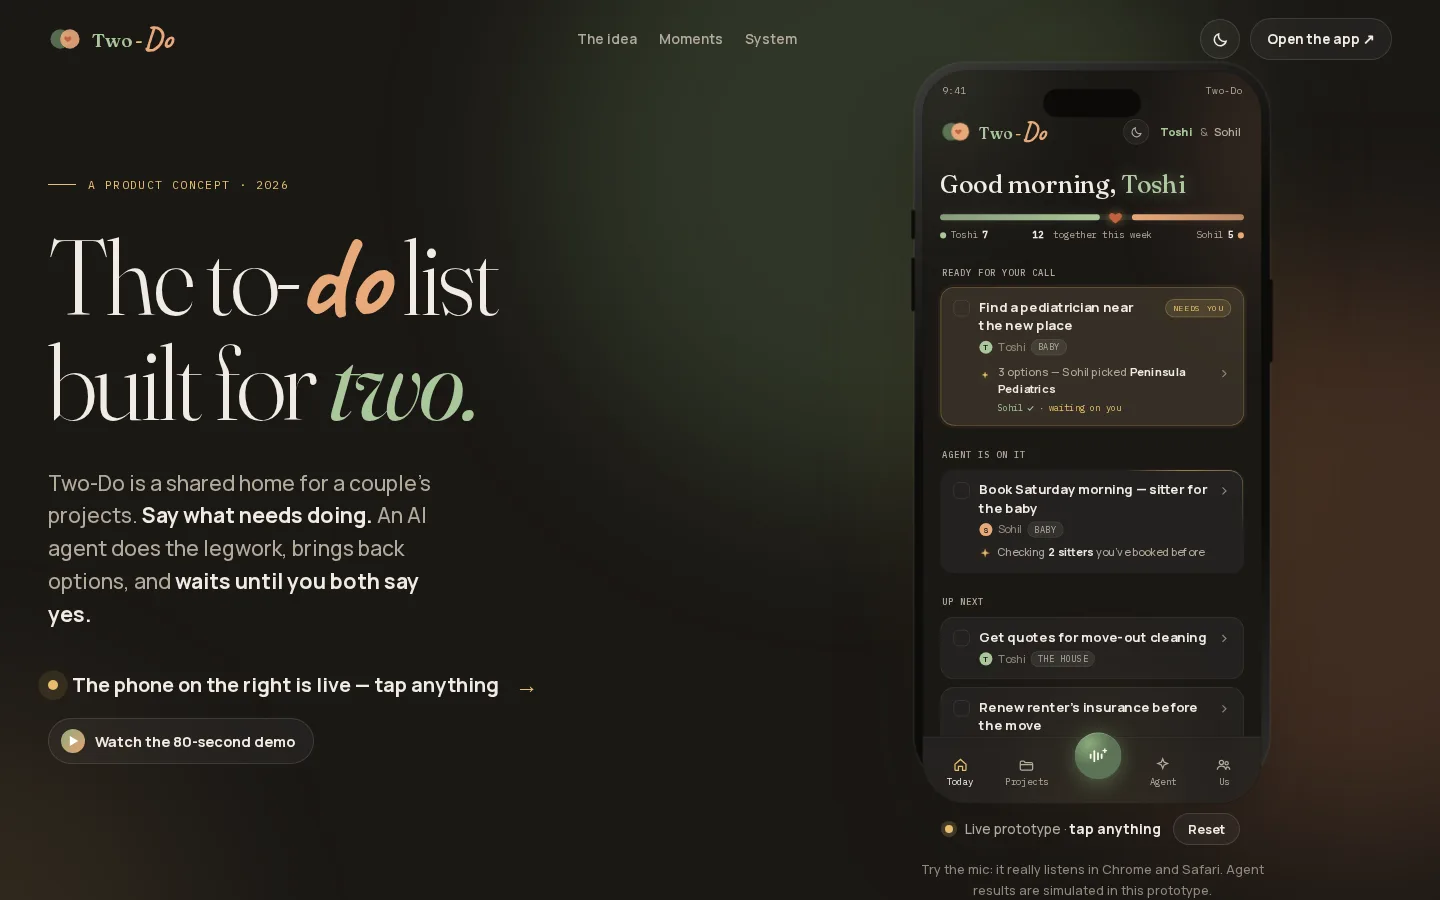 Two-Do
The idea
Moments
System
Open the app ↗
A PRODUCT CONCEPT · 2026
The to-do list
built for two.
Two-Do is a shared home for a couple's
projects. Say what needs doing. An AI
agent does the legwork, brings back
options, and waits until you both say
yes.
The phone on the right is live — tap anything →
Watch the 80-second demo
9:41
Two-Do
Two-Do
Toshi & Sohil
Good morning, Toshi
Toshi 7
12 together this week
Sohil 5
READY FOR YOUR CALL
Find a pediatrician near
the new place
NEEDS YOU
T Toshi BABY
3 options — Sohil picked Peninsula
Pediatrics
Sohil ✓ · waiting on you
AGENT IS ON IT
Book Saturday morning — sitter for
the baby
S Sohil BABY
Checking 2 sitters you've booked before
UP NEXT
Get quotes for move-out cleaning
T Toshi THE HOUSE
Renew renter's insurance before
the move
Today
Projects
Agent
Us
Live prototype · tap anything
Reset
Try the mic: it really listens in Chrome and Safari. Agent
results are simulated in this prototype.